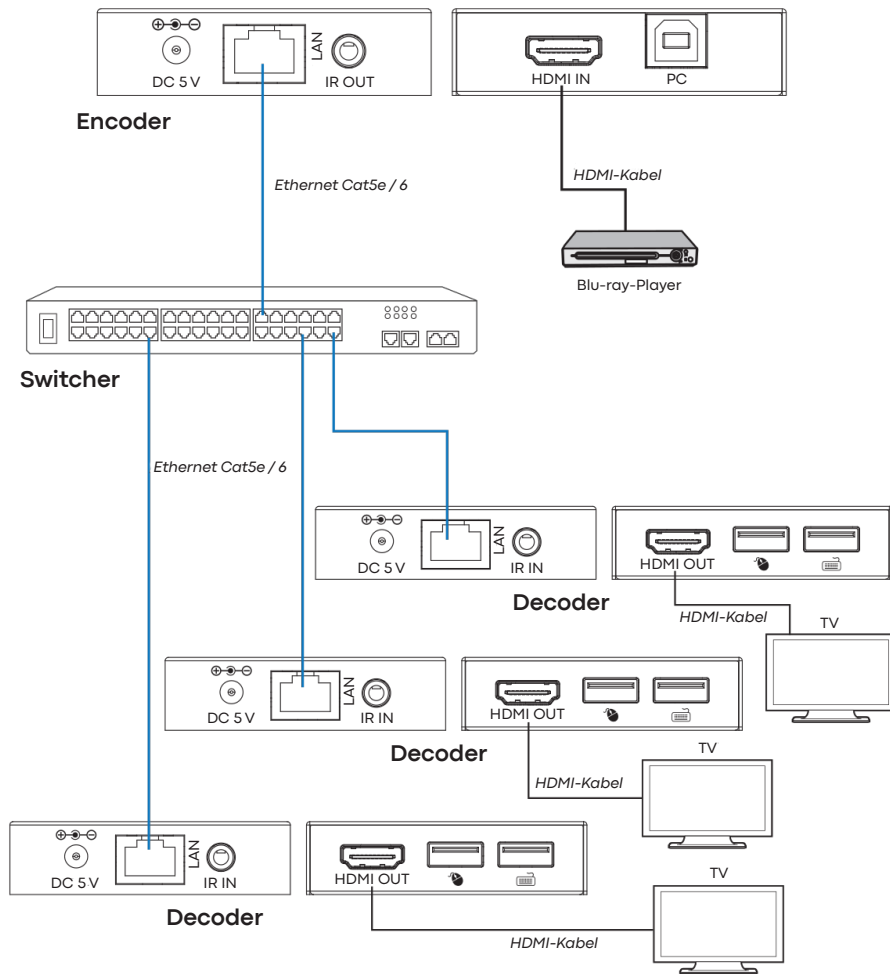 DC 5 V
LAN
IR OUT
HDMI IN
PC
Encoder
Ethernet Cat5e / 6
HDMI-Kabel
Blu-ray-Player
Switcher
Ethernet Cat5e / 6
DC 5 V
LAN
IR IN
HDMI OUT
Decoder
HDMI-Kabel
TV
DC 5 V
LAN
IR IN
HDMI OUT
Decoder
HDMI-Kabel
TV
DC 5 V
LAN
IR IN
HDMI OUT
Decoder
HDMI-Kabel
TV